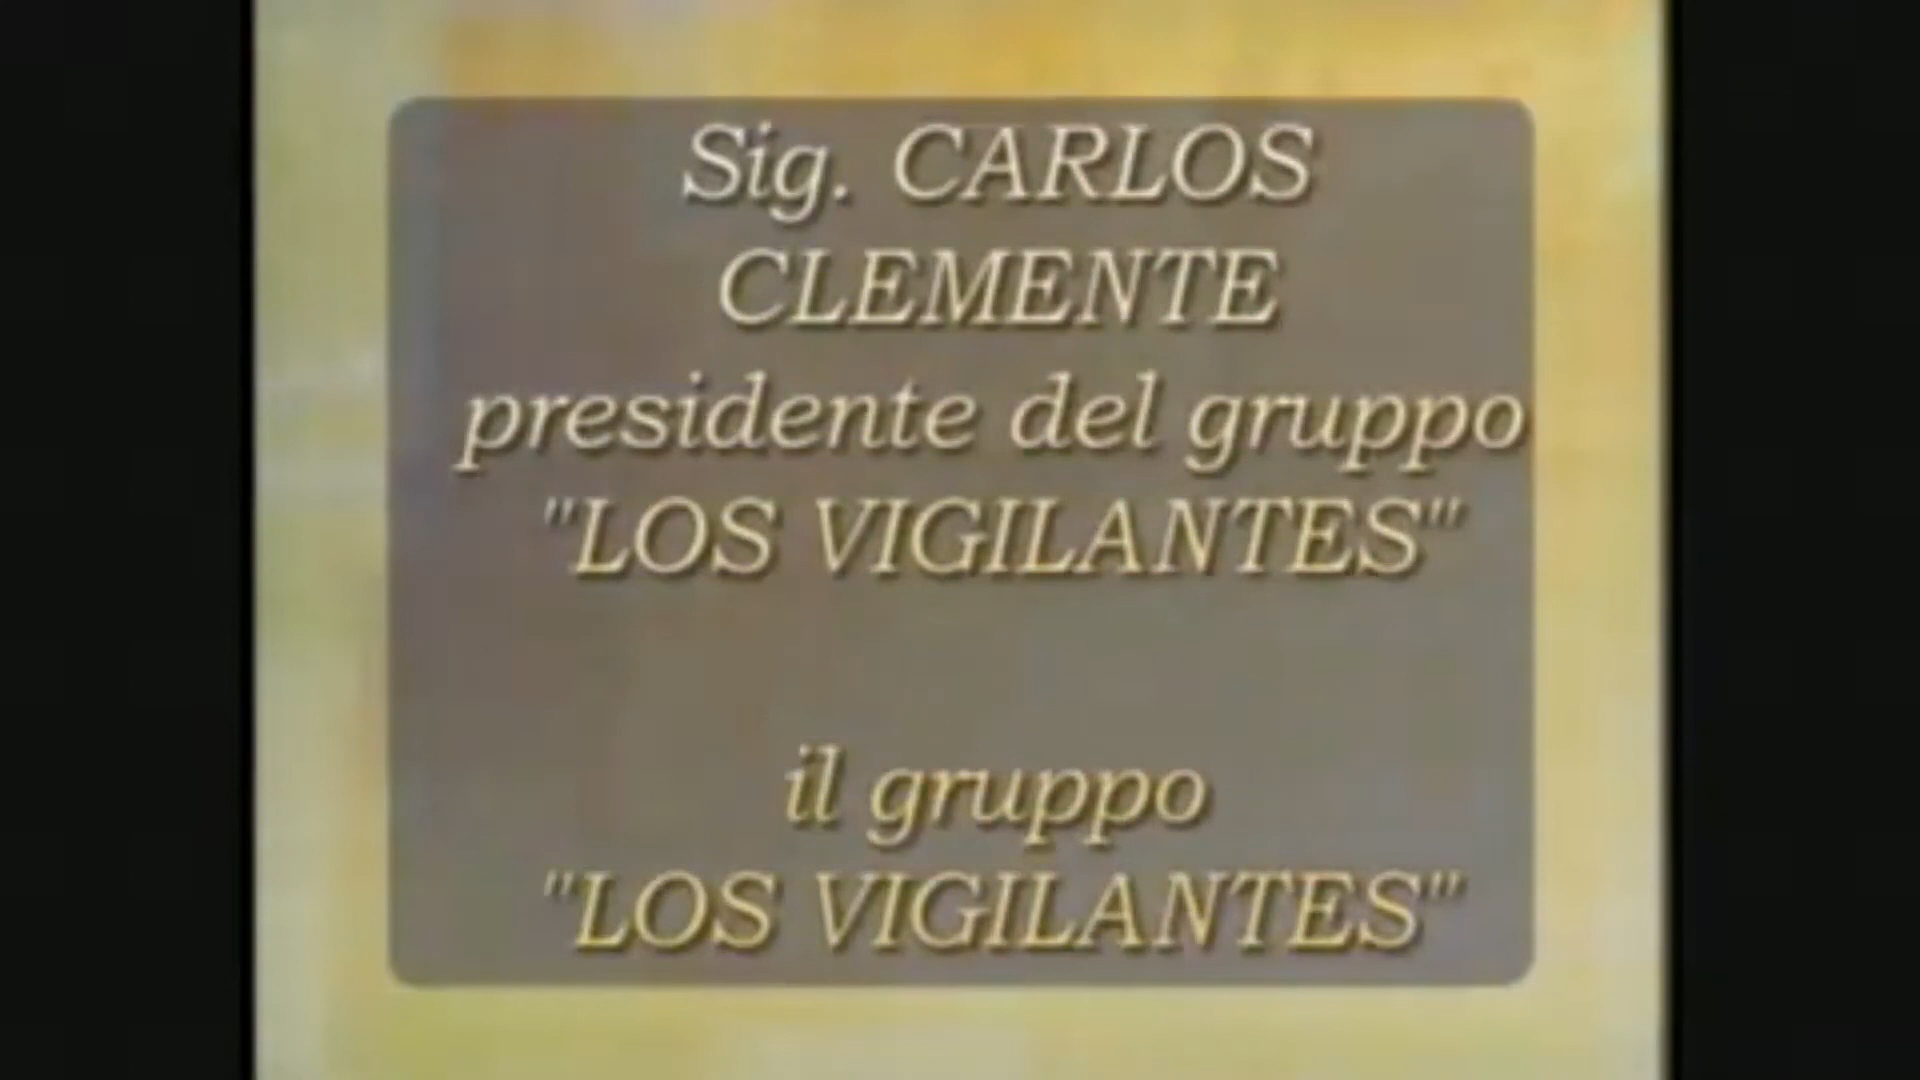 Sig. CARLOS
CLEMENTE
presidente del gruppo
"LOS VIGILANTES"
il gruppo
"LOS VIGILANTES"